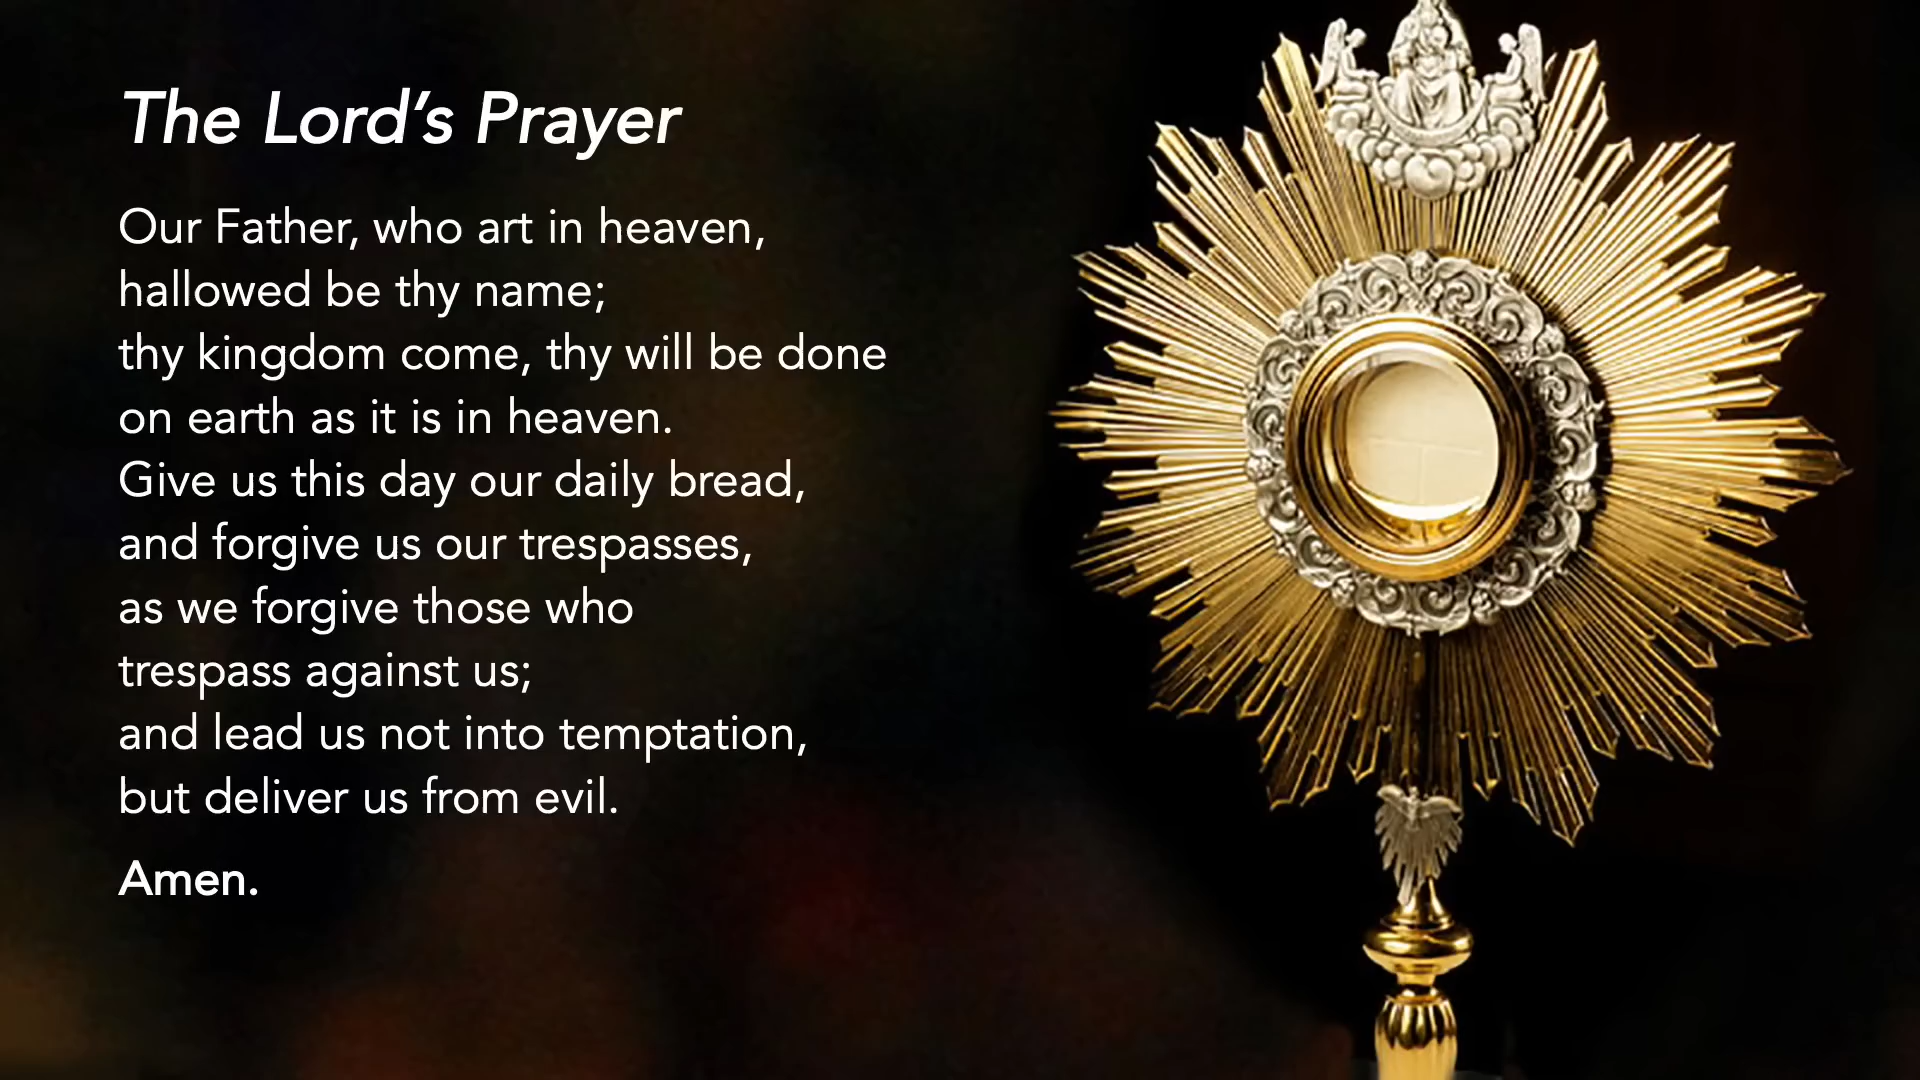 The Lord’s Prayer
Our Father, who art in heaven,
hallowed be thy name;
thy kingdom come, thy will be done
on earth as it is in heaven.
Give us this day our daily bread,
and forgive us our trespasses,
as we forgive those who
trespass against us;
and lead us not into temptation,
but deliver us from evil.
Amen.